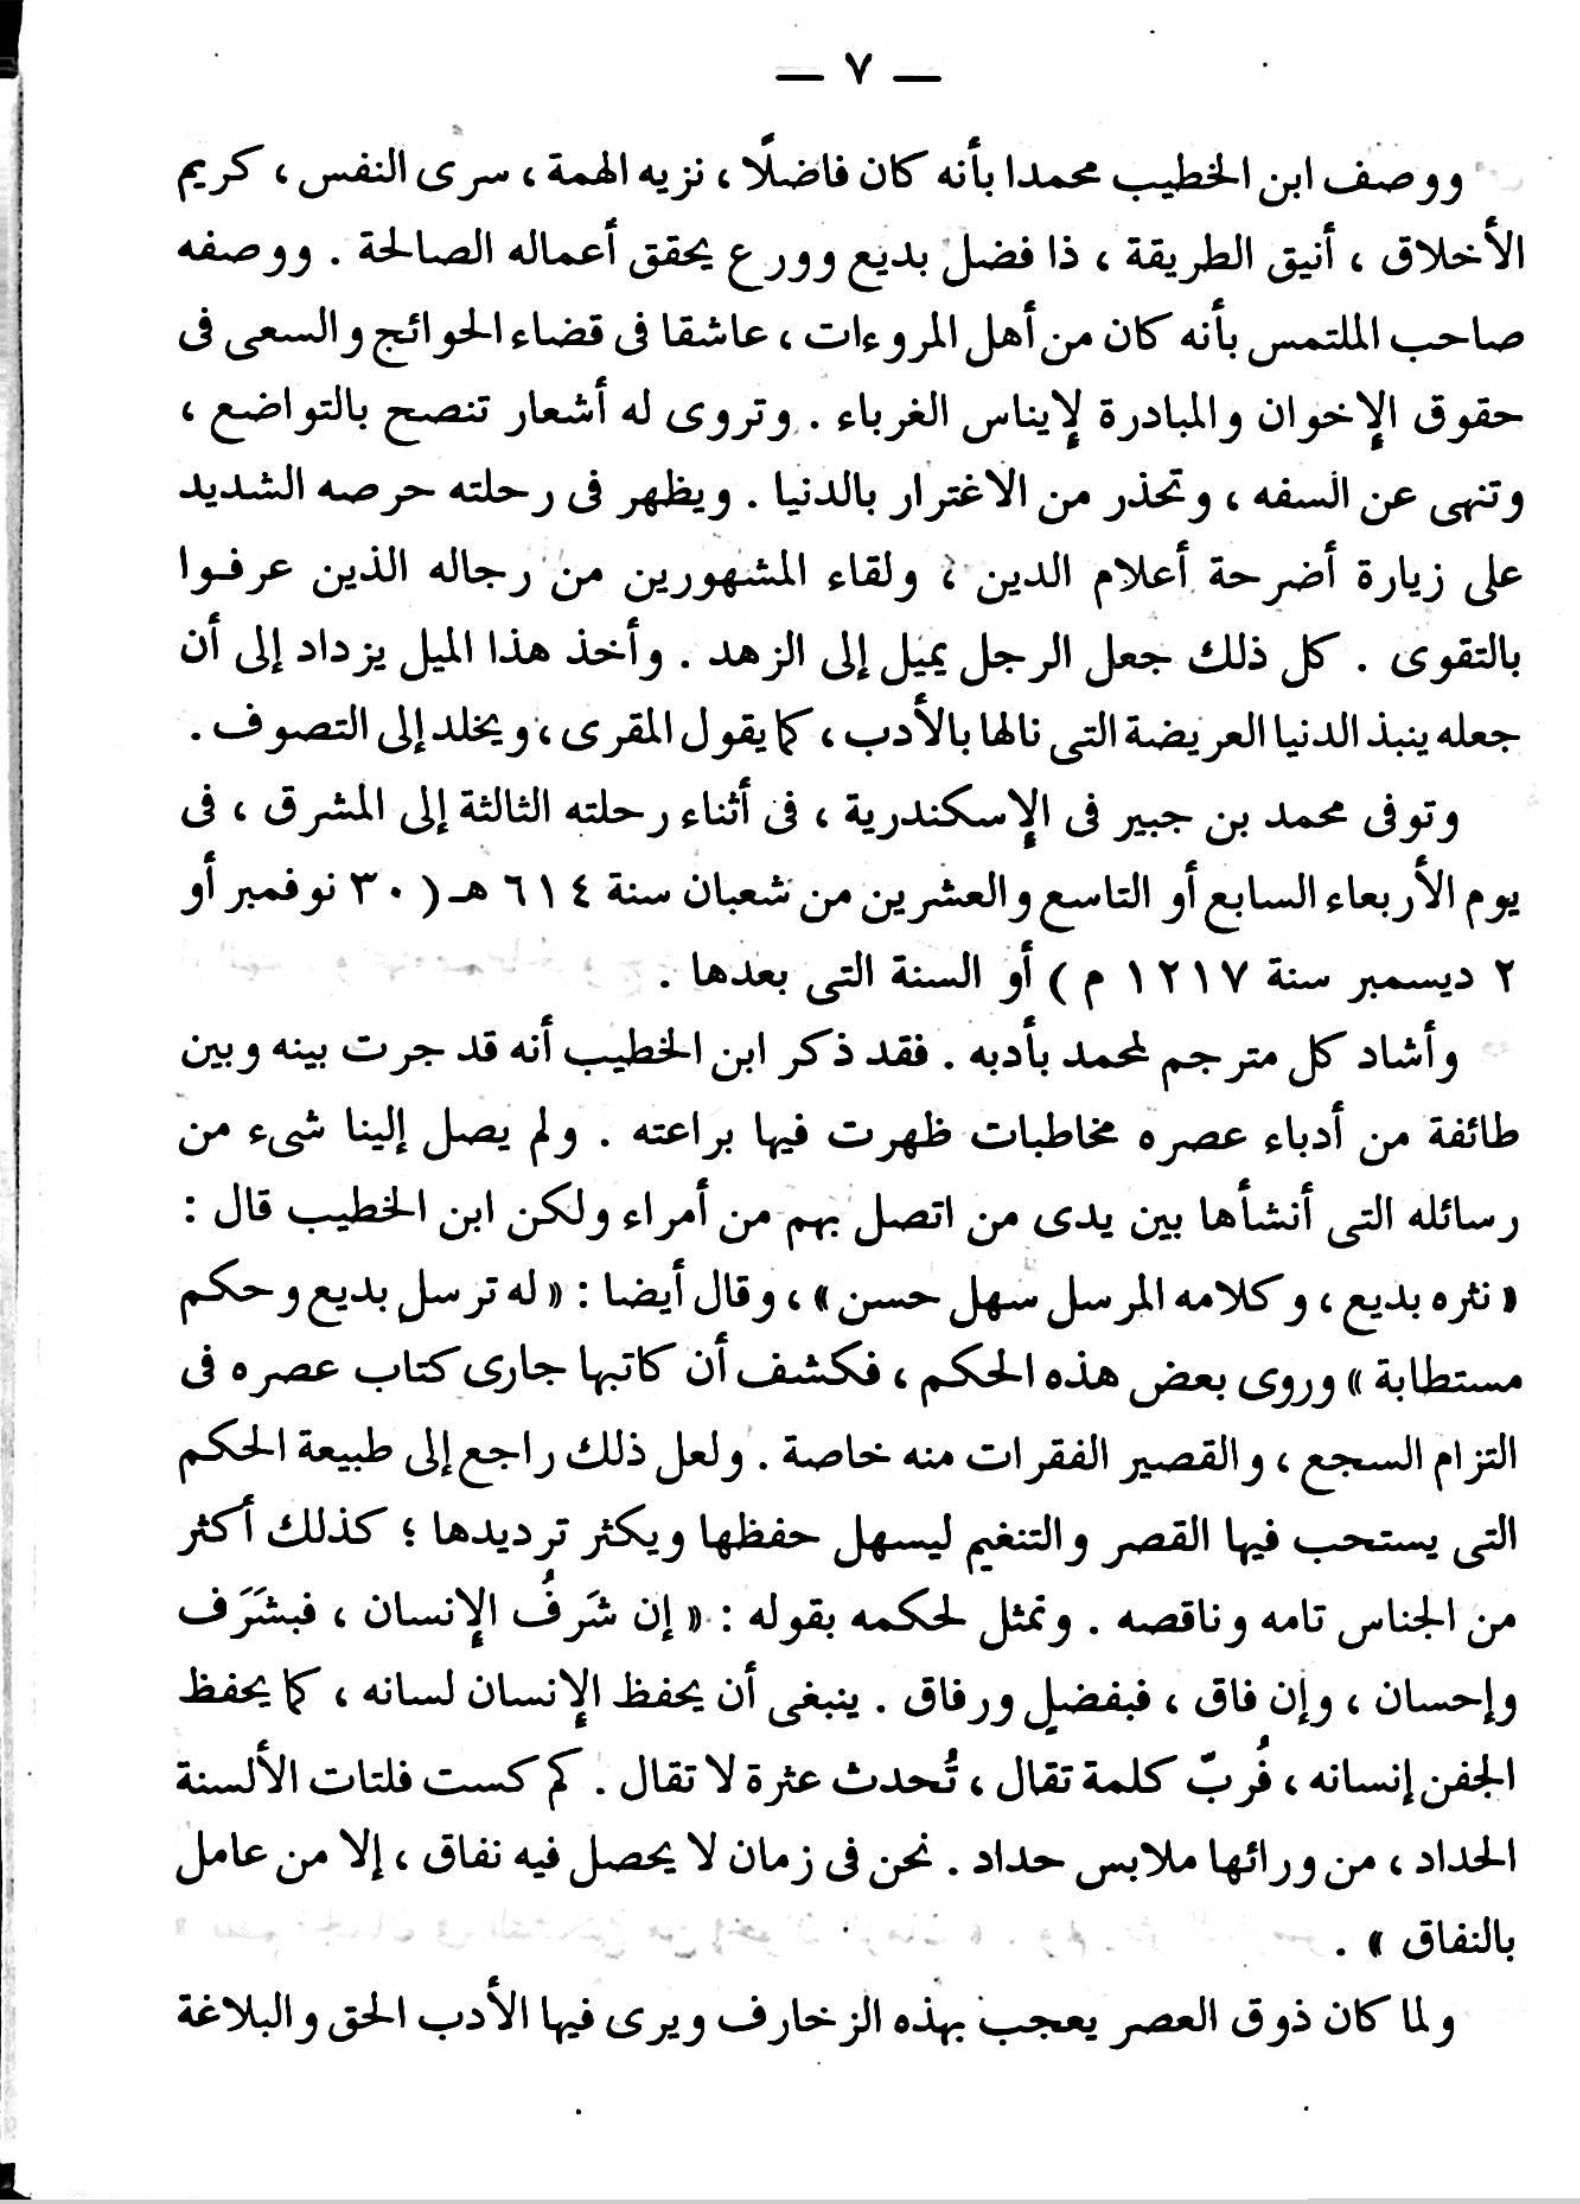 — ٧ —
ووصف ابن الخطيب محمدا بأنه كان فاضلًا ، نزيه الهمة ، سرى النفس ، كريم
الأخلاق ، أنيق الطريقة ، ذا فضل بديع وورع يحقق أعماله الصالحة . ووصفه
صاحب الملتمس بأنه كان من أهل المروءات ، عاشقا فى قضاء الحوائج والسعى فى
حقوق الإخوان والمبادرة لإيناس الغرباء . وتروى له أشعار تنصح بالتواضع ،
وتنهى عن السفه ، وتحذر من الاغترار بالدنيا . ويظهر فى رحلته حرصه الشديد
على زيارة أضرحة أعلام الدين ، ولقاء المشهورين من رجاله الذين عرفوا
بالتقوى . كل ذلك جعل الرجل يميل إلى الزهد . وأخذ هذا الميل يزداد إلى أن
جعله ينبذ الدنيا العريضة التى نالها بالأدب ، كما يقول المقرى ، ويخلد إلى التصوف .
وتوفى محمد بن جبير فى الإسكندرية ، فى أثناء رحلته الثالثة إلى المشرق ، فى
يوم الأربعاء السابع أو التاسع والعشرين من شعبان سنة ٦١٤ هـ ( ٣٠ نوفمبر أو
٢ ديسمبر سنة ١٢١٧ م ) أو السنة التى بعدها .
وأشاد كل مترجم لمحمد بأدبه . فقد ذكر ابن الخطيب أنه قد جرت بينه وبين
طائفة من أدباء عصره مخاطبات ظهرت فيها براعته . ولم يصل إلينا شىء من
رسائله التى أنشأها بين يدى من اتصل بهم من أمراء ولكن ابن الخطيب قال :
« نثره بديع ، وكلامه المرسل سهل حسن » ، وقال أيضا : « له ترسل بديع وحكم
مستطابة » وروى بعض هذه الحكم ، فكشف أن كاتبها جارى كتاب عصره فى
التزام السجع ، والقصير الفقرات منه خاصة . ولعل ذلك راجع إلى طبيعة الحكم
التى يستحب فيها القصر والتنغيم ليسهل حفظها ويكثر ترديدها ؛ كذلك أكثر
من الجناس تامه وناقصه . ونمثل لحكمه بقوله : « إن شَرفُ الإنسان ، فبشَرَف
وإحسان ، وإن فاق ، فبفضلٍ ورفاق . ينبغى أن يحفظ الإنسان لسانه ، كما يحفظ
الجفن إنسانه ، فُربّ كلمة تقال ، تُحدث عثرة لا تقال . كم كست فلتات الألسنة
الحداد ، من ورائها ملابس حداد . نحن فى زمان لا يحصل فيه نفاق ، إلا من عامل
بالنفاق » .
ولما كان ذوق العصر يعجب بهذه الزخارف ويرى فيها الأدب الحق والبلاغة